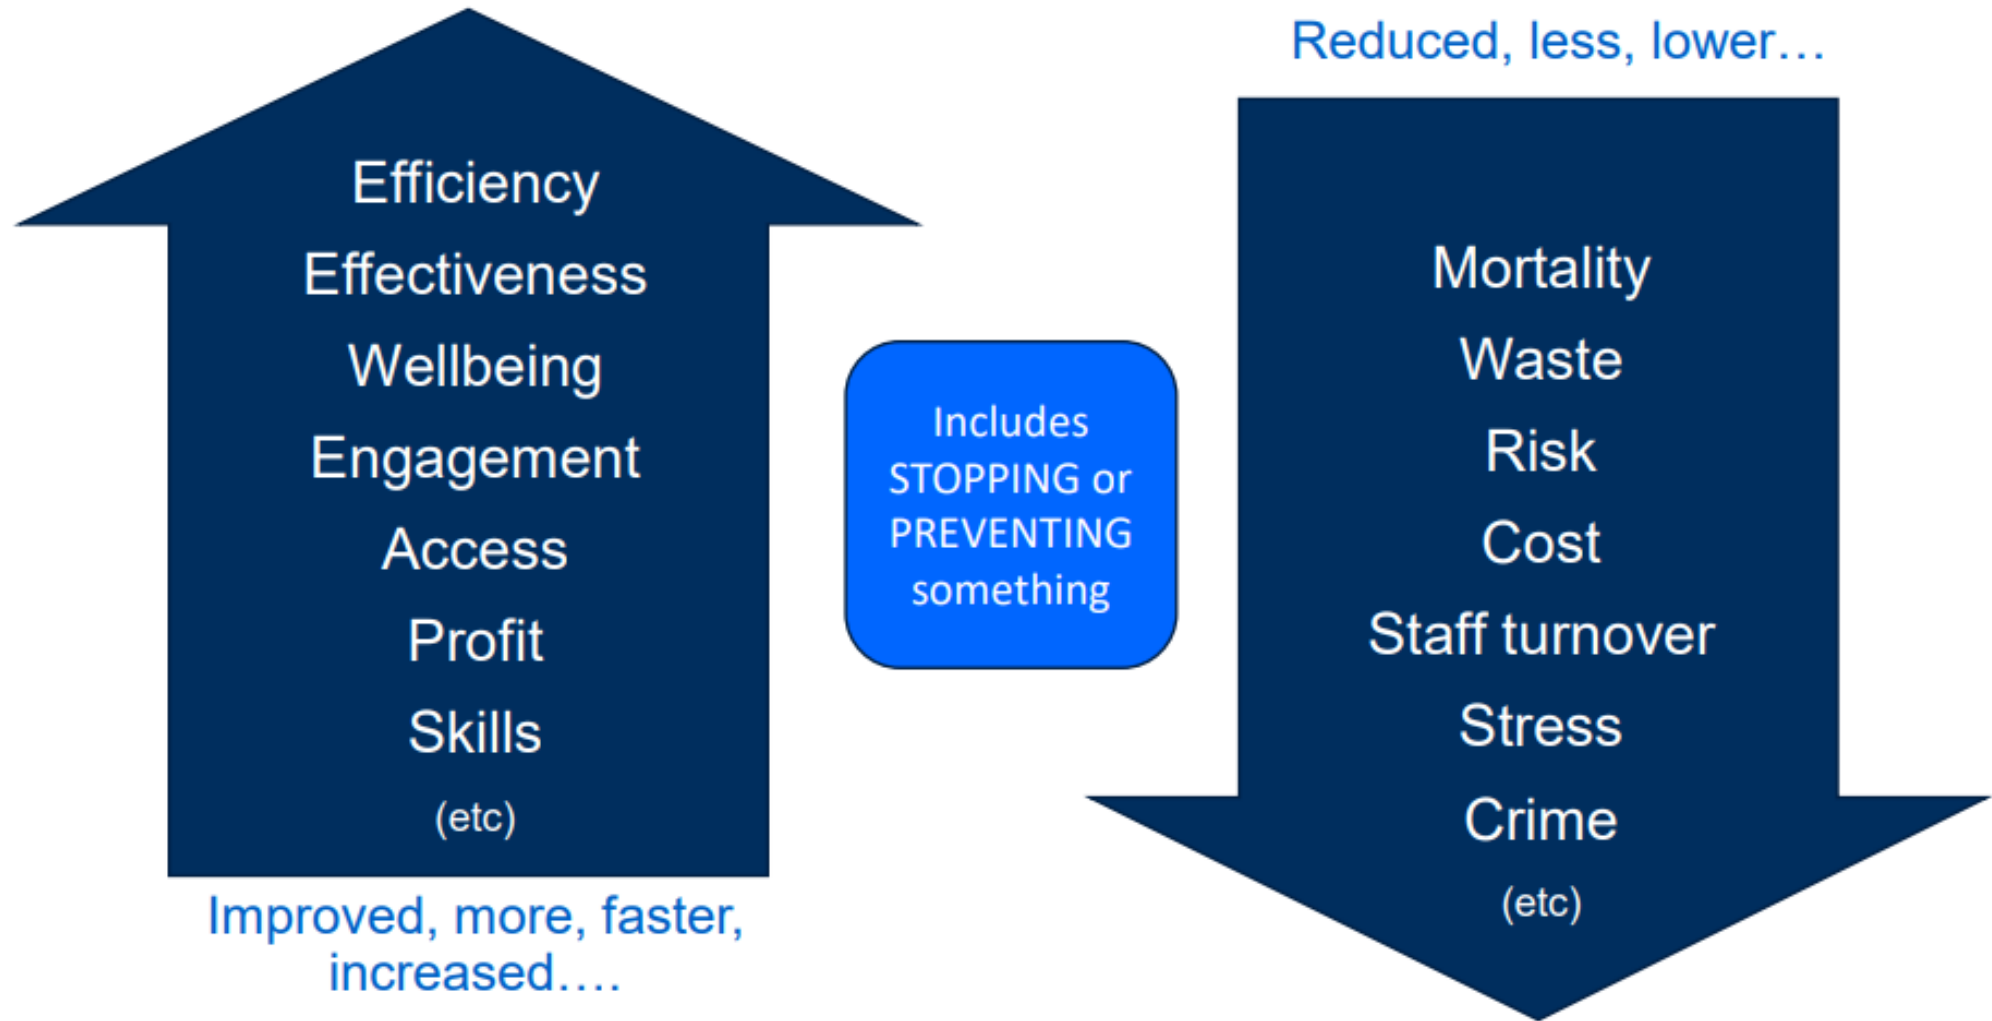 Efficiency
Effectiveness
Wellbeing
Engagement
Access
Profit
Skills
(etc)
Improved, more, faster,
increased….
Includes
STOPPING or
PREVENTING
something
Reduced, less, lower…
Mortality
Waste
Risk
Cost
Staff turnover
Stress
Crime
(etc)